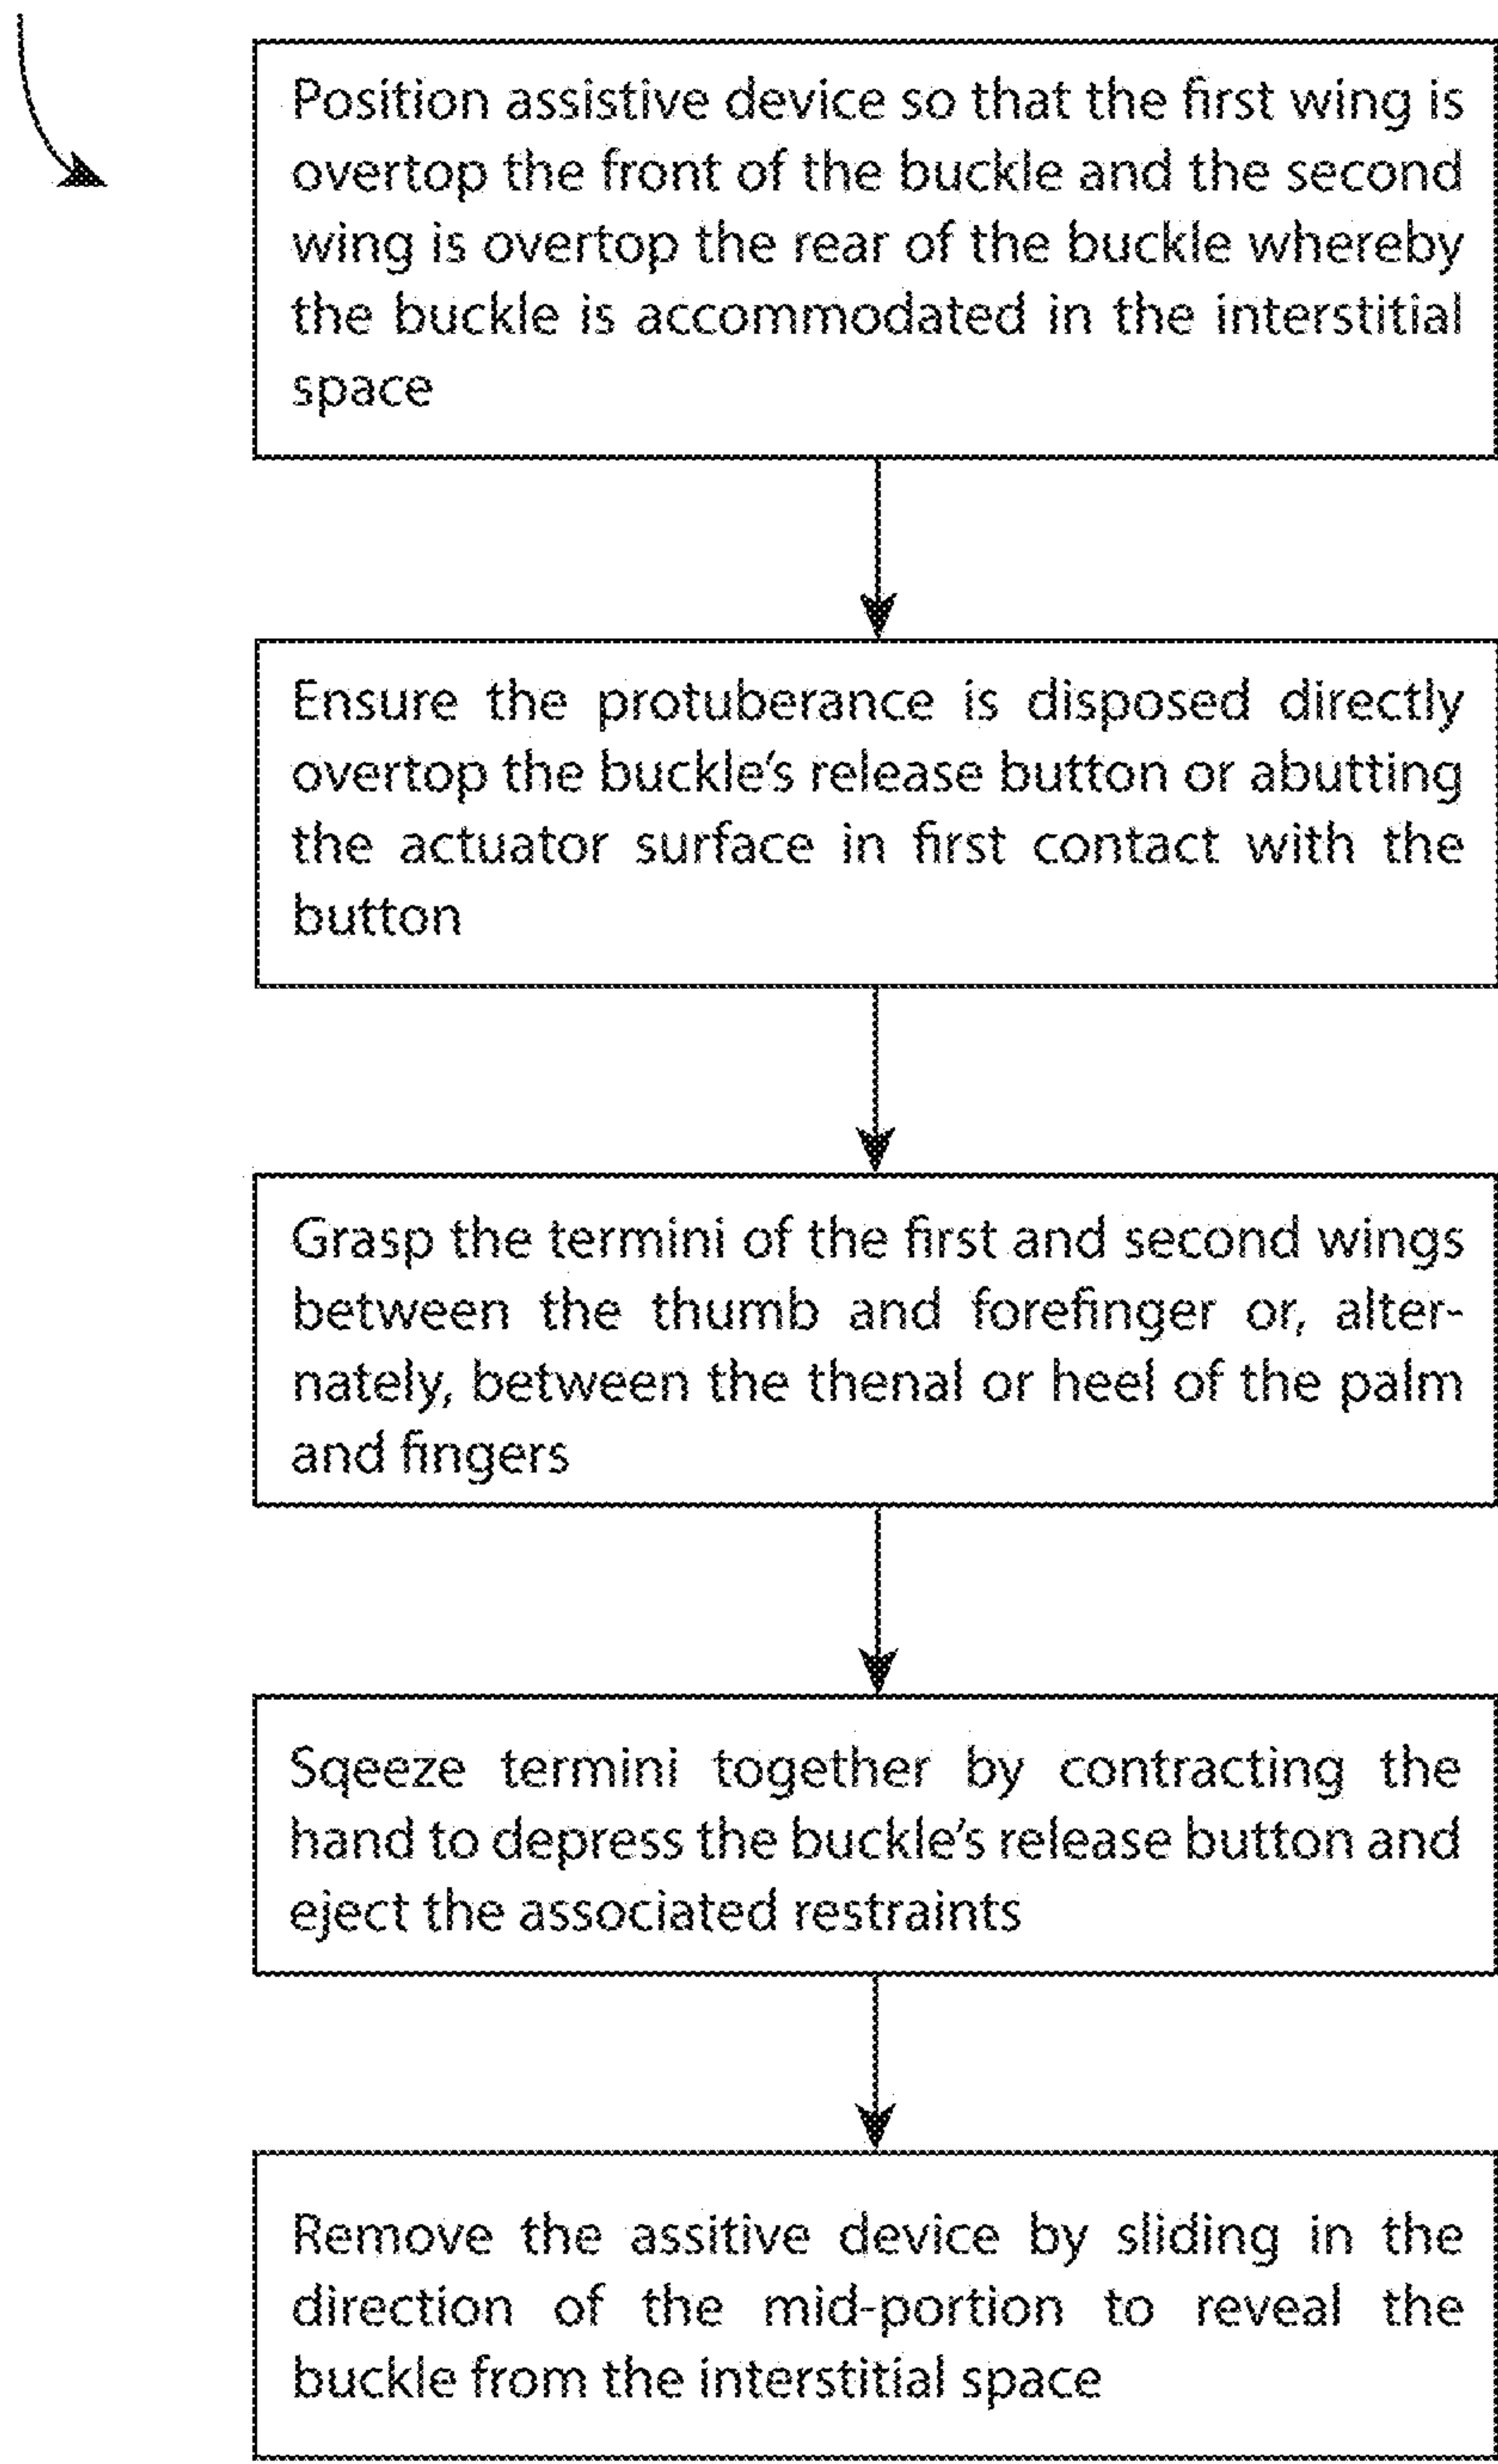 Position assistive device so that the first wing is
overtop the front of the buckle and the second
wing is overtop the rear of the buckle whereby
the buckle is accommodated in the interstitial
space
Ensure the protuberance is disposed directly
overtop the buckle's release button or abutting
the actuator surface in first contact with the
button
Grasp the termini of the first and second wings
between the thumb and forefinger or, alter-
nately, between the thenal or heel of the palm
and fingers
Sqeeze termini together by contracting the
hand to depress the buckle's release button and
eject the associated restraints
Remove the assitive device by sliding in the
direction of the mid-portion to reveal the
buckle from the interstitial space